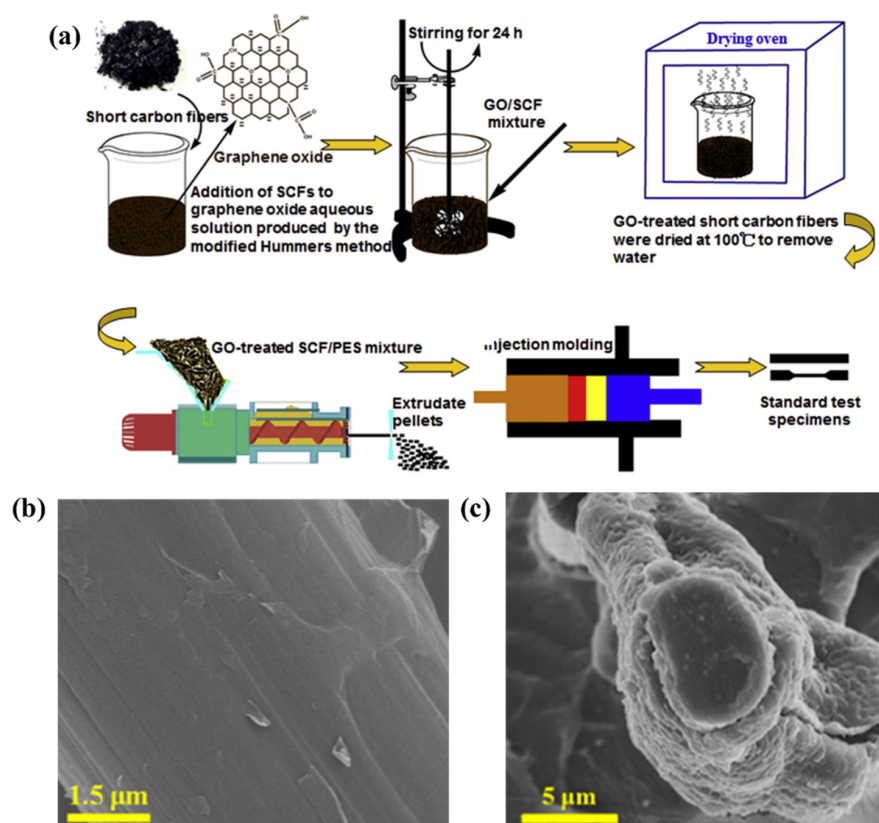 (a)
Stirring for 24 h
Drying oven
GO/SCF
mixture
Short carbon fibers
Graphene oxide
Addition of SCFs to
graphene oxide aqueous
solution produced by the
modified Hummers method
GO-treated short carbon fibers
were dried at 100℃ to remove
water
GO-treated SCF/PES mixture
injection molding
Extrudate
pellets
Standard test
specimens
(b)
(c)
1.5 μm
5 μm